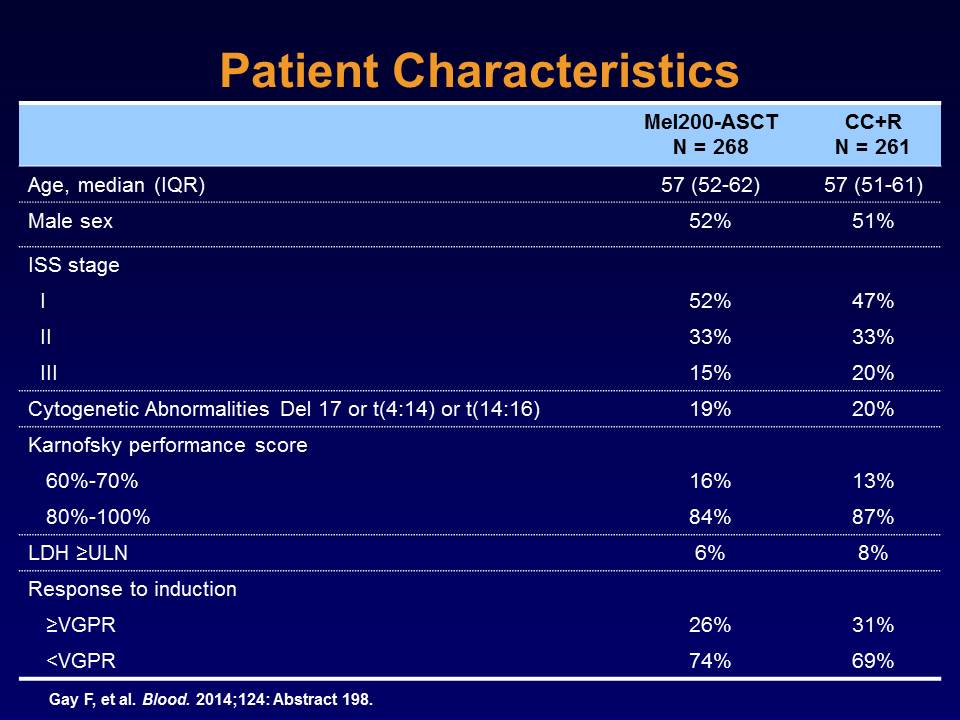 Patient Characteristics
Mel200-ASCT CC+R
N = 268 N = 261
Age, median (IQR) 57 (52-62) 57 (51-61)
Male sex 52% 51%
ISS stage
I 52% 47%
II 33% 33%
III 15% 20%
Cytogenetic Abnormalities Del 17 or t(4:14) or t(14:16) 19% 20%
Karnofsky performance score
60%-70% 16% 13%
80%-100% 84% 87%
LDH ≥ULN 6% 8%
Response to induction
≥VGPR 26% 31%
<VGPR 74% 69%
Gay F, et al. Blood. 2014;124: Abstract 198.